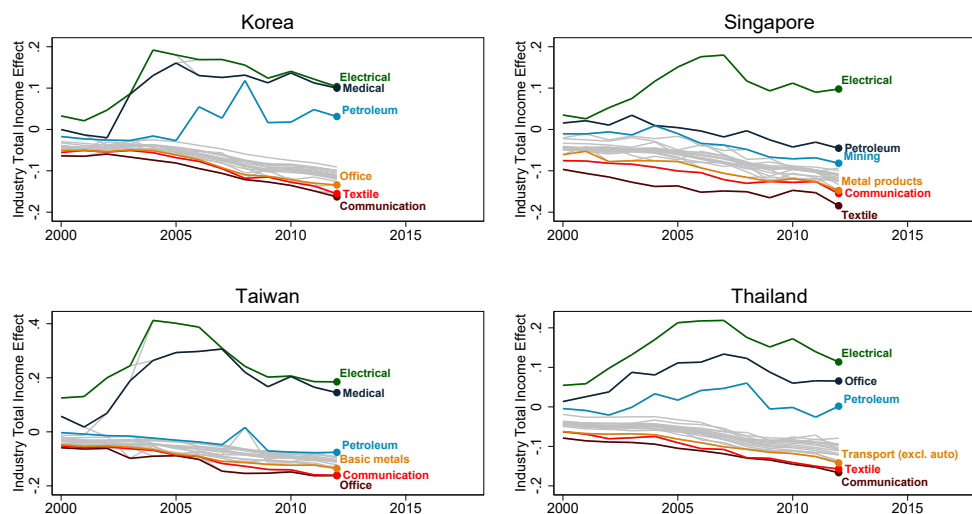 Korea
Industry Total Income Effect
.2
.1
0
-.1
-.2
Electrical
Medical
Petroleum
Office
Textile
Communication
2000 2005 2010 2015
Singapore
Industry Total Income Effect
.2
.1
0
-.1
-.2
Electrical
Petroleum
Mining
Metal products
Communication
Textile
2000 2005 2010 2015
Taiwan
Industry Total Income Effect
.4
.2
0
-.2
Electrical
Medical
Petroleum
Basic metals
Communication
Office
2000 2005 2010 2015
Thailand
Industry Total Income Effect
.2
.1
0
-.1
-.2
Electrical
Office
Petroleum
Transport (excl. auto)
Textile
Communication
2000 2005 2010 2015